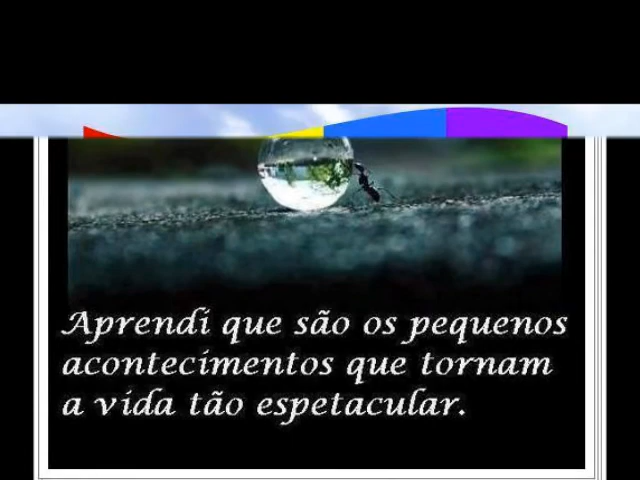 Aprendi que são os pequenos
acontecimentos que tornam
a vida tão espetacular.